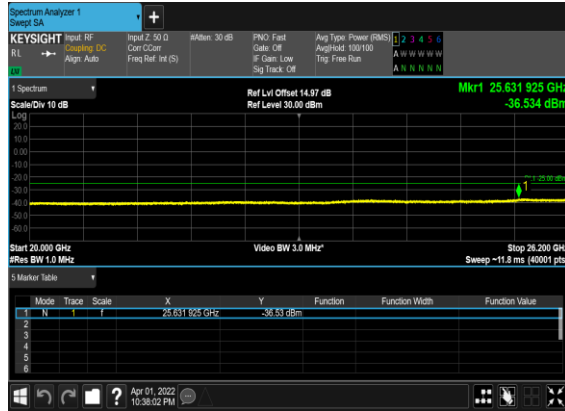 Spectrum Analyzer 1
Swept SA
+
KEYSIGHT Input: RF Input Z: 50 Ω #Atten: 30 dB PNO: Fast Avg Type: Power (RMS) 1 2 3 4 5 6
RL Coupling: DC Corr CCorr Gate: Off Avg|Hold: 100/100 A W W W W W
Align: Auto Freq Ref: Int (S) IF Gain: Low Trig: Free Run
Sig Track: Off A N N N N N
1 Spectrum Ref Lvl Offset 14.97 dB Mkr1 25.631 925 GHz
Scale/Div 10 dB Ref Level 30.00 dBm -36.534 dBm
Log
20.0
10.0
0.00
-10.0
-20.0
-25.00 dBm
-30.0 1
-40.0
-50.0
-60.0
Start 20.000 GHz Video BW 3.0 MHz* Stop 26.200 GHz
#Res BW 1.0 MHz Sweep ~11.8 ms (40001 pts)
5 Marker Table
Mode Trace Scale X Y Function Function Width Function Value
1 N 1 f 25.631 925 GHz -36.53 dBm
2
3
4
5
6
? Apr 01, 2022
10:38:02 PM